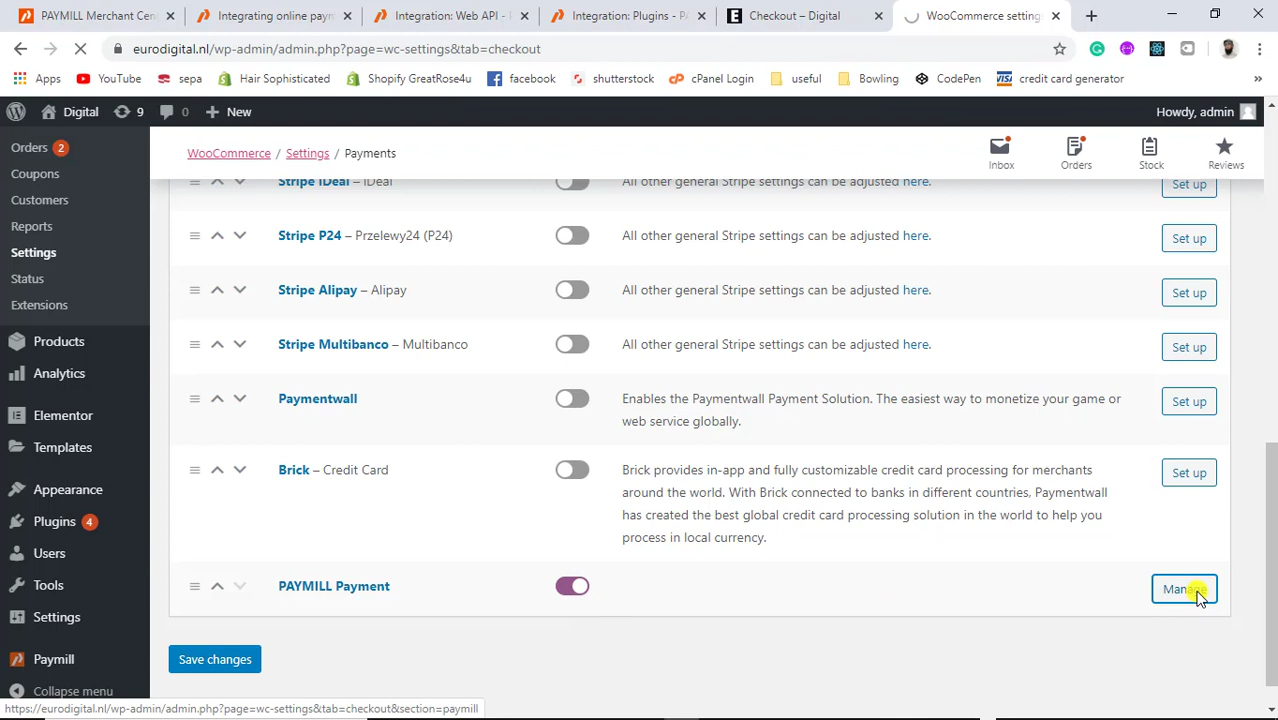 PAYMILL Merchant Cen
Integrating online paym
Integration: Web API -
Integration: Plugins - PA
Checkout – Digital
WooCommerce setting
eurodigital.nl/wp-admin/admin.php?page=wc-settings&tab=checkout
Apps YouTube sepa Hair Sophisticated Shopify GreatRos4u facebook shutterstock cPanel Login useful Bowling CodePen VISA credit card generator »
Digital 9 0 New Howdy, admin
Orders 2
Coupons
Customers
Reports
Settings
Status
Extensions
Products
Analytics
Elementor
Templates
Appearance
Plugins 4
Users
Tools
Settings
Paymill
Collapse menu
WooCommerce / Settings / Payments
Inbox Orders Stock Reviews
Stripe iDeal – iDeal All other general Stripe settings can be adjusted here. Set up
Stripe P24 – Przelewy24 (P24) All other general Stripe settings can be adjusted here. Set up
Stripe Alipay – Alipay All other general Stripe settings can be adjusted here. Set up
Stripe Multibanco – Multibanco All other general Stripe settings can be adjusted here. Set up
Paymentwall Enables the Paymentwall Payment Solution. The easiest way to monetize your game or Set up
web service globally.
Brick – Credit Card Brick provides in-app and fully customizable credit card processing for merchants Set up
around the world. With Brick connected to banks in different countries, Paymentwall
has created the best global credit card processing solution in the world to help you
process in local currency.
PAYMILL Payment Manage
Save changes
https://eurodigital.nl/wp-admin/admin.php?page=wc-settings&tab=checkout&section=paymill